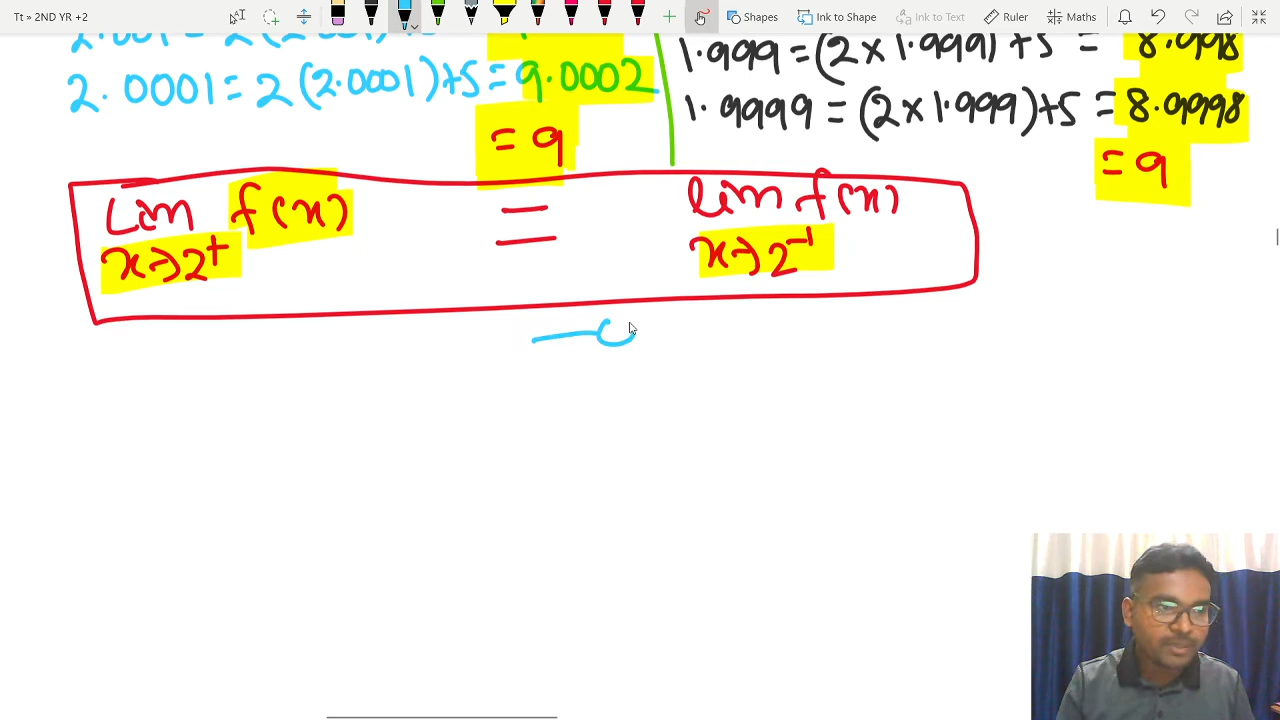 Tt » 2ND YR +2
Shapes
Ink to Shape
Ink to Text
Ruler
Maths
2.0001 = 2(2.0001)+5 = 9.0002
= 9
1.999 = (2 x 1.999) + 5 = 8.998
1.9999 = (2 x 1.999) + 5 = 8.9998
= 9
Lim f(x) = lim f(x)
x→2⁺ x→2⁻¹